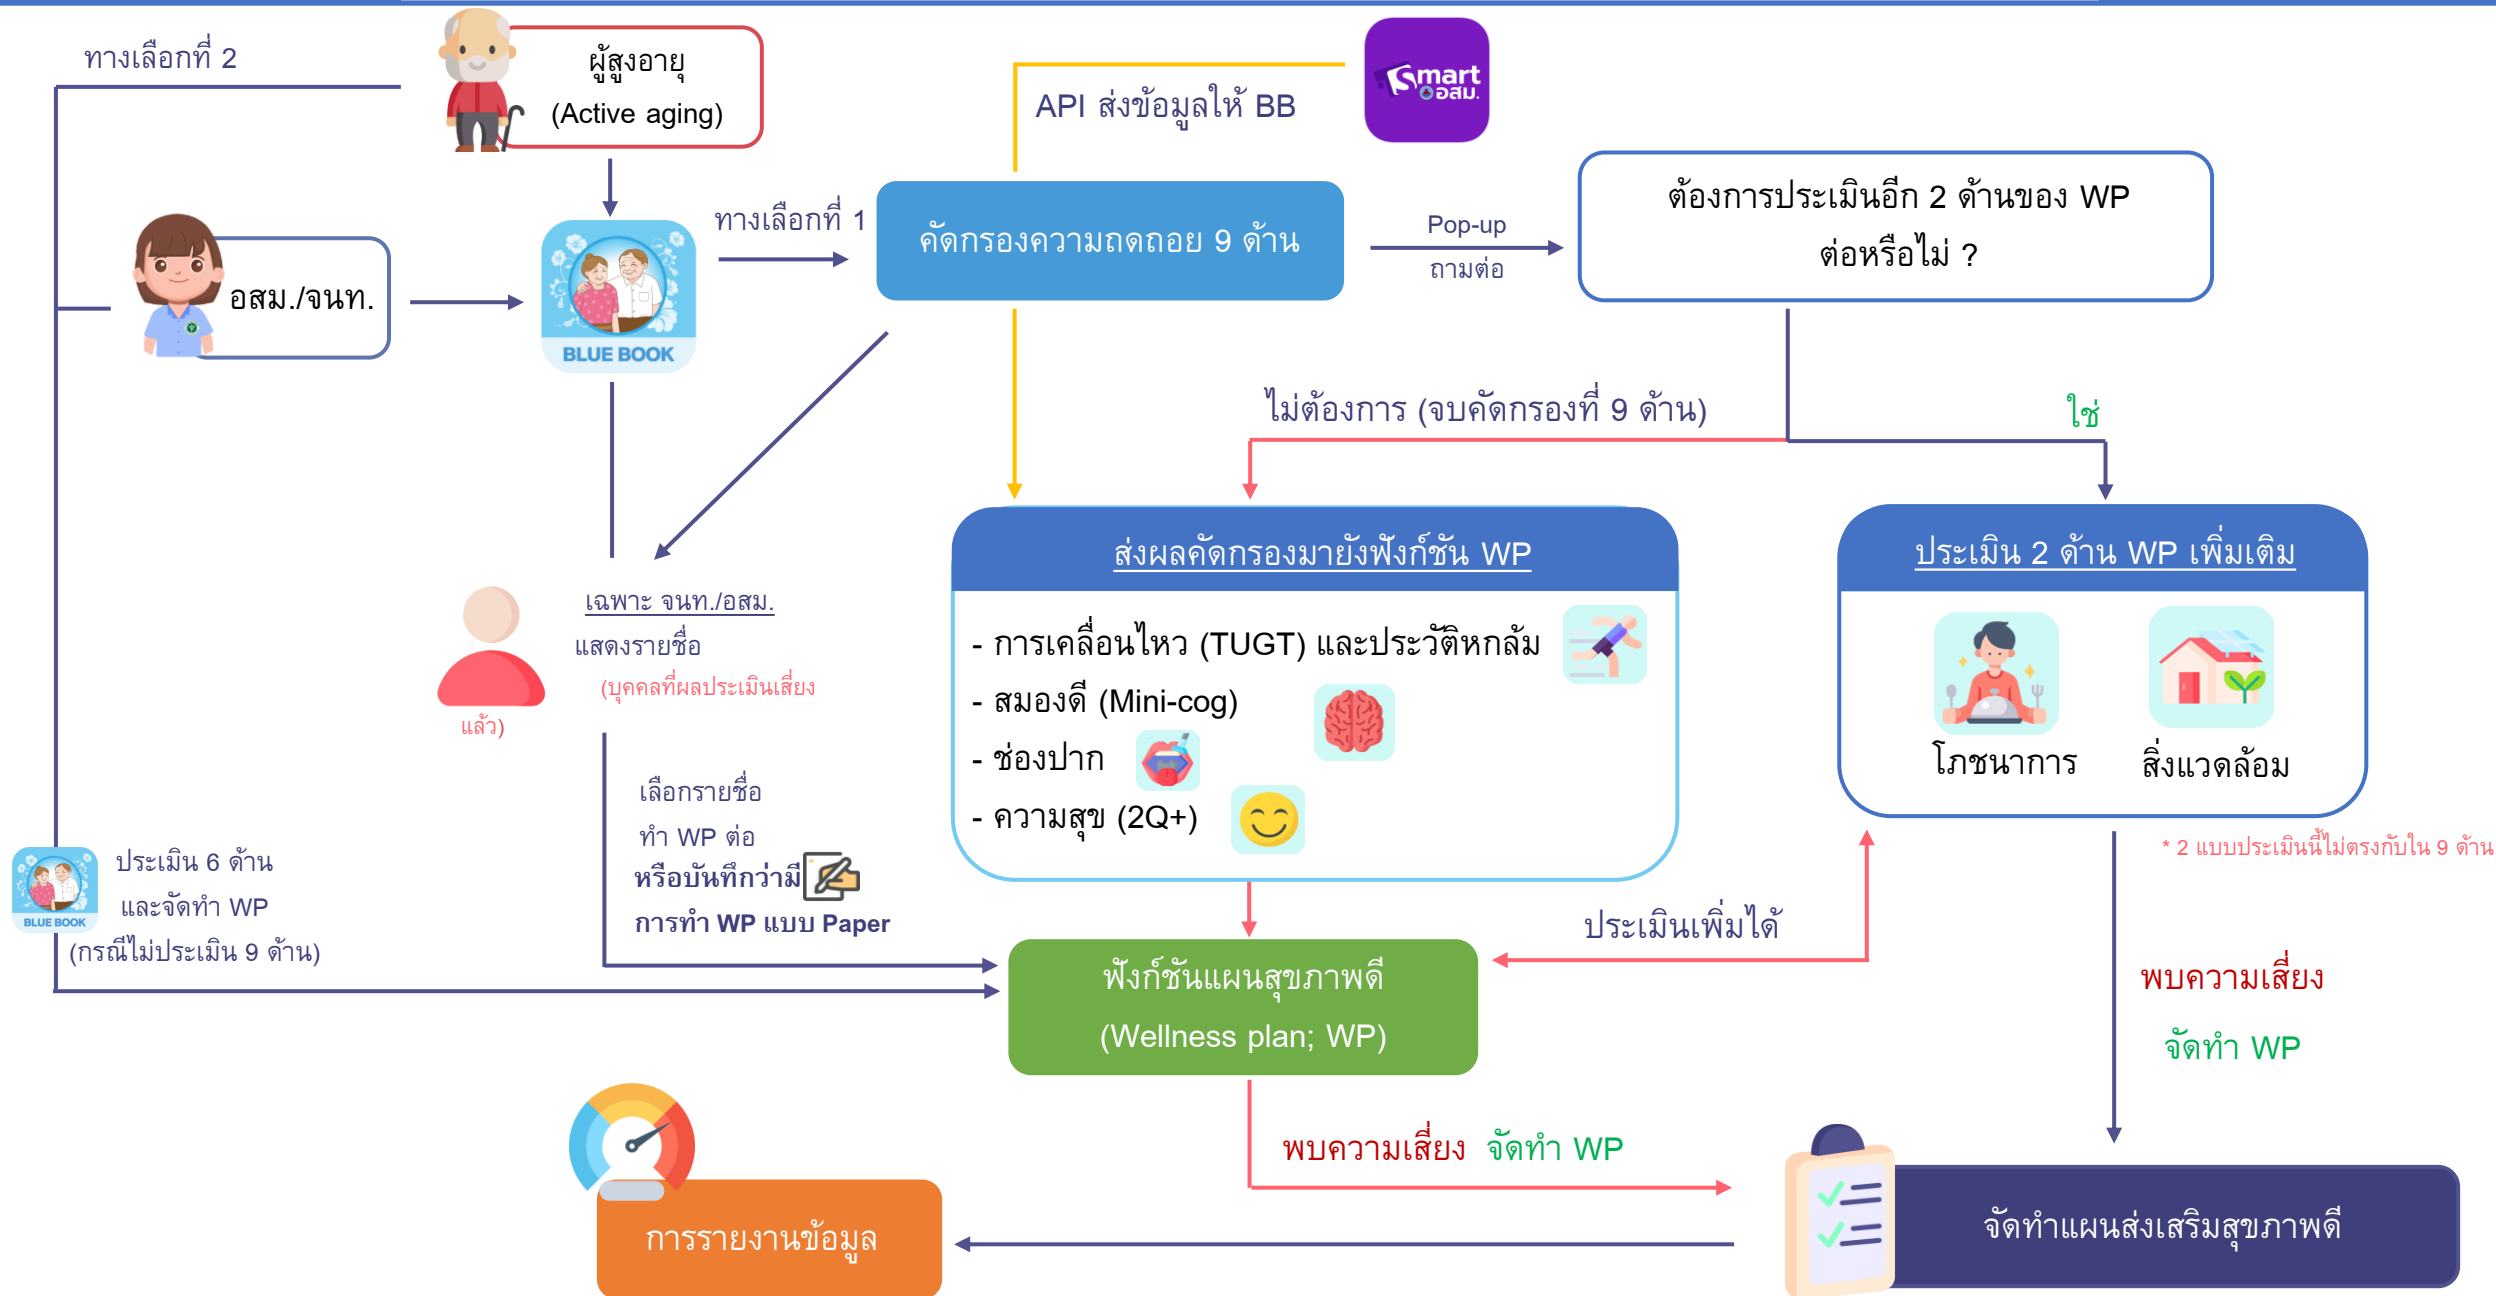 ทางเลือกที่ 2
ผู้สูงอายุ
(Active aging)
API ส่งข้อมูลให้ BB
Smart
อสม.
อสม./จนท.
BLUE BOOK
ทางเลือกที่ 1
คัดกรองความถดถอย 9 ด้าน
Pop-up
ถามต่อ
ต้องการประเมินอีก 2 ด้านของ WP
ต่อหรือไม่ ?
ไม่ต้องการ (จบคัดกรองที่ 9 ด้าน)
ใช่
เฉพาะ จนท./อสม.
แสดงรายชื่อ
(บุคคลที่ผลประเมินเสี่ยง
แล้ว)
ส่งผลคัดกรองมายังฟังก์ชัน WP
- การเคลื่อนไหว (TUGT) และประวัติหกล้ม
- สมองดี (Mini-cog)
- ช่องปาก
- ความสุข (2Q+)
ประเมิน 2 ด้าน WP เพิ่มเติม
โภชนาการ
สิ่งแวดล้อม
* 2 แบบประเมินนี้ไม่ตรงกับใน 9 ด้าน
เลือกรายชื่อ
ทำ WP ต่อ
หรือบันทึกว่ามี
การทำ WP แบบ Paper
BLUE BOOK
ประเมิน 6 ด้าน
และจัดทำ WP
(กรณีไม่ประเมิน 9 ด้าน)
ประเมินเพิ่มได้
ฟังก์ชันแผนสุขภาพดี
(Wellness plan; WP)
พบความเสี่ยง
จัดทำ WP
พบความเสี่ยง จัดทำ WP
การรายงานข้อมูล
จัดทำแผนส่งเสริมสุขภาพดี